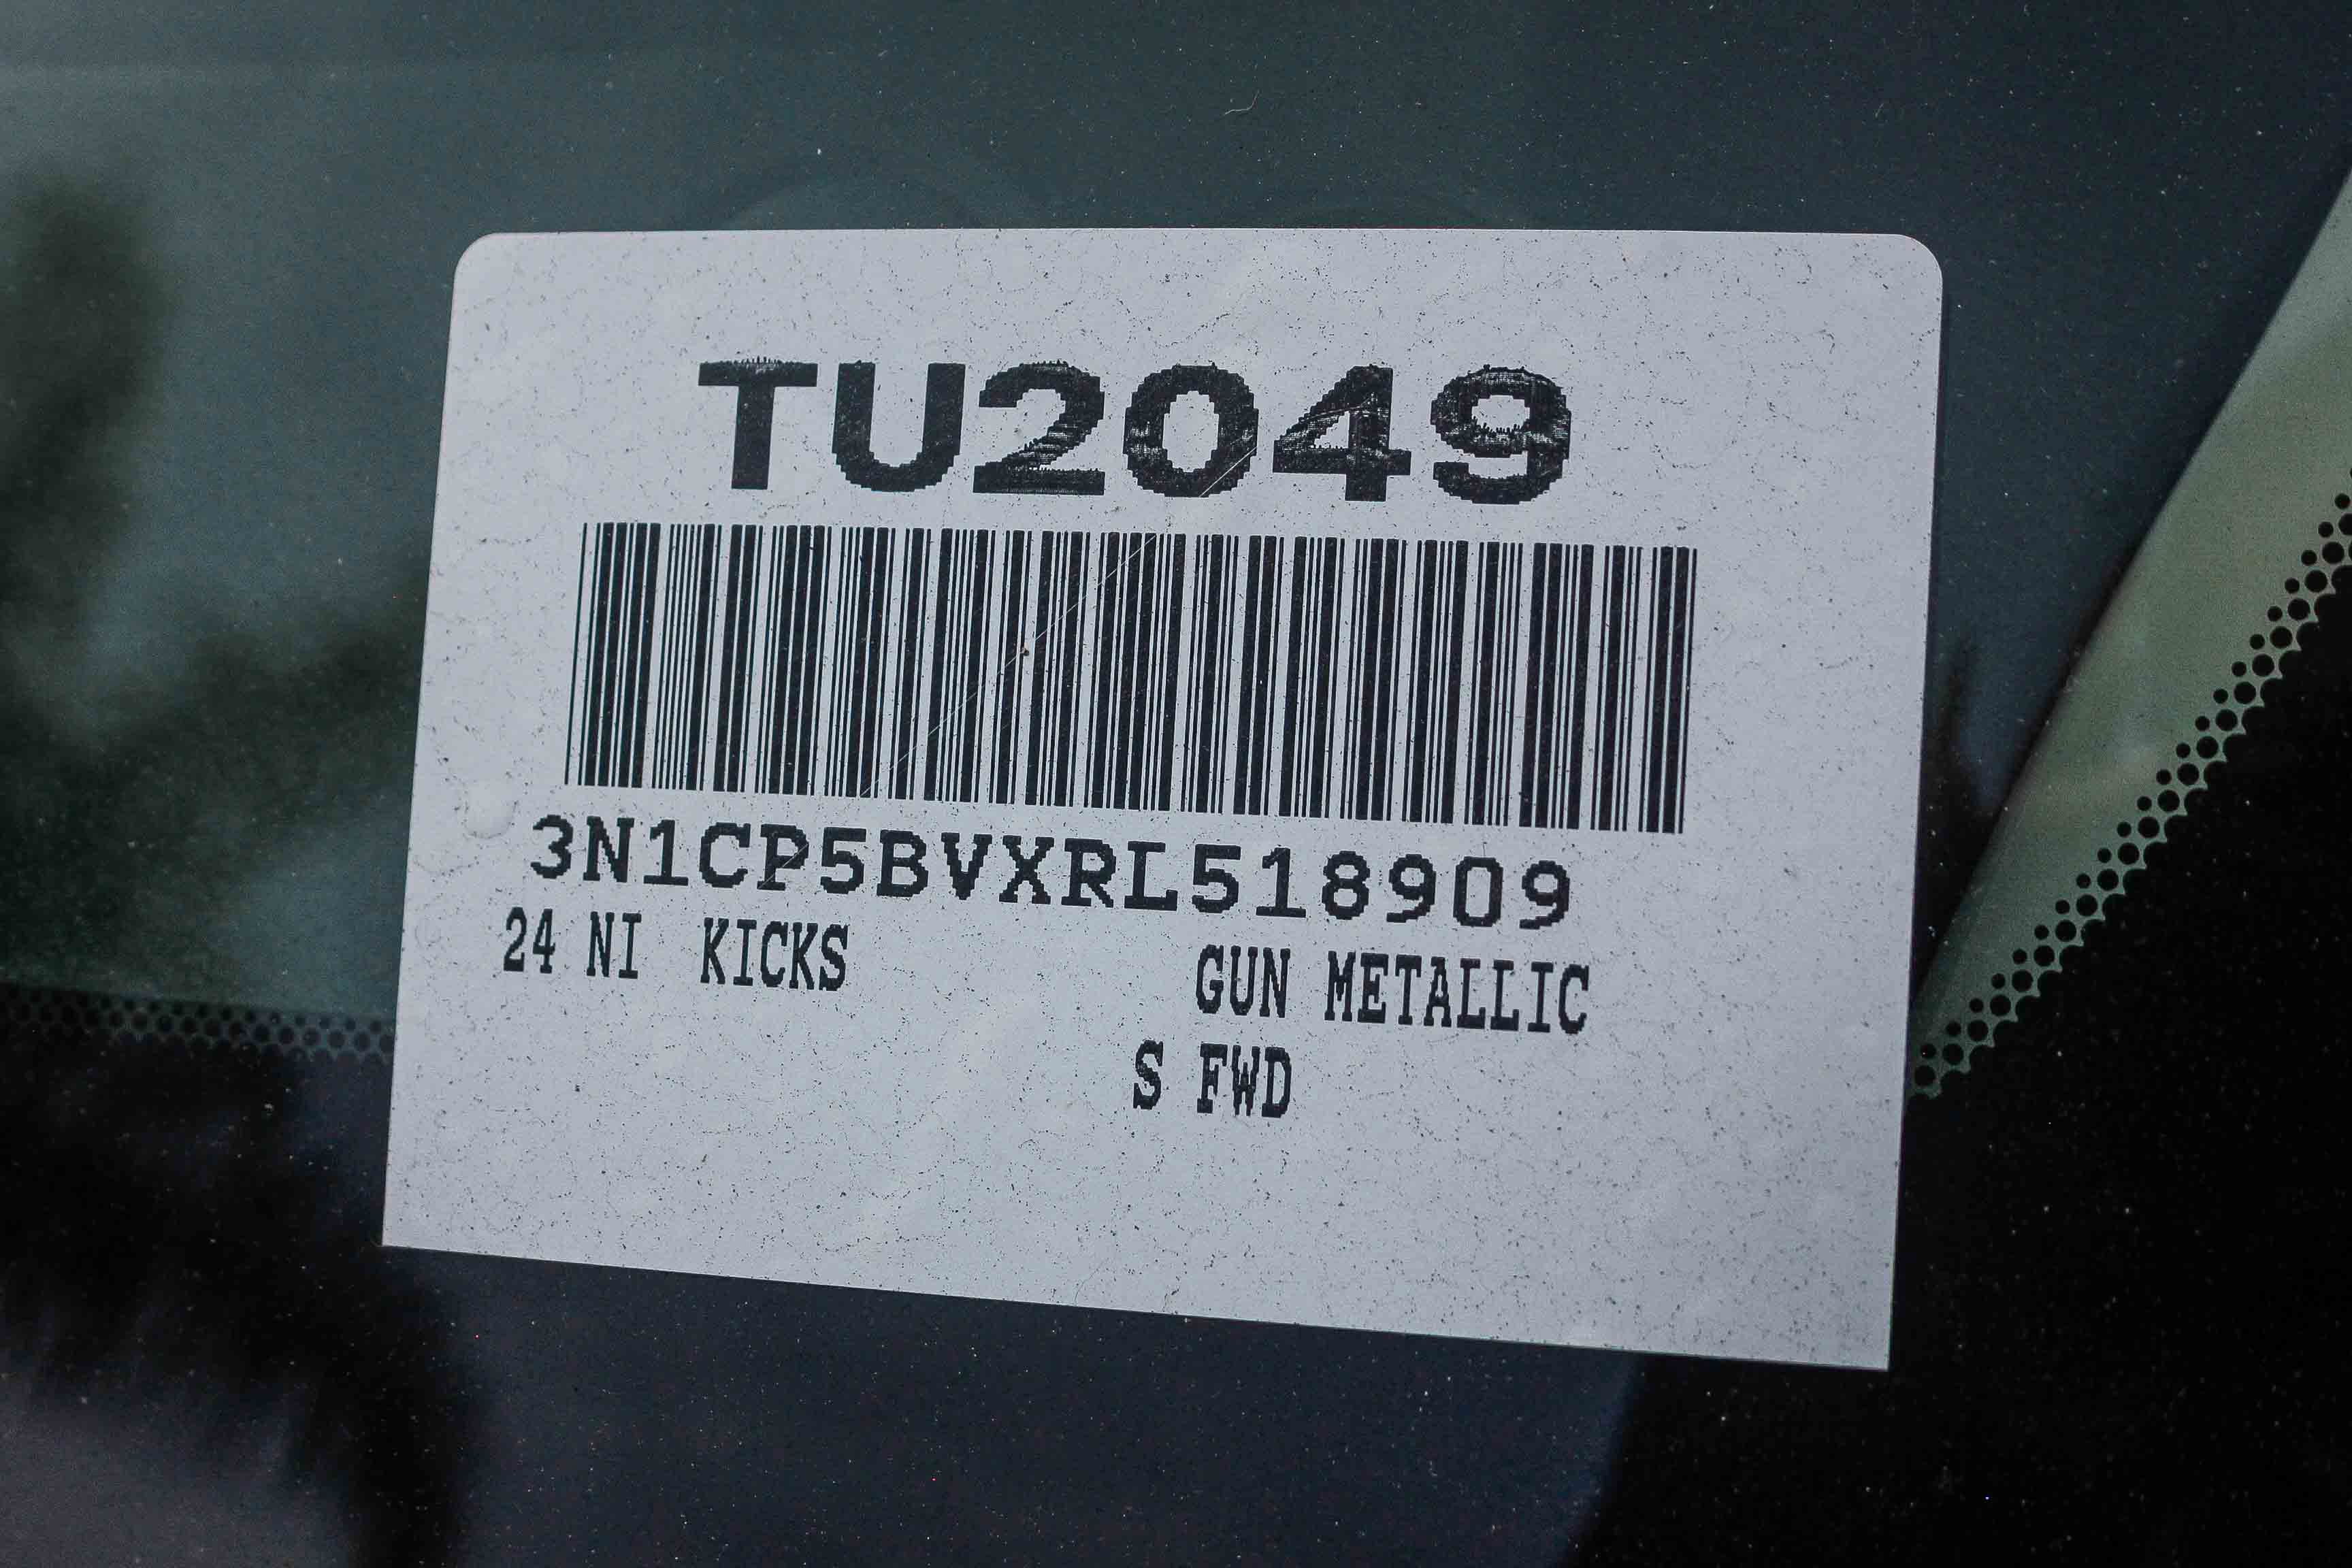 TU2049
3N1CP5BVXRL518909
24 NI KICKS GUN METALLIC
S FWD